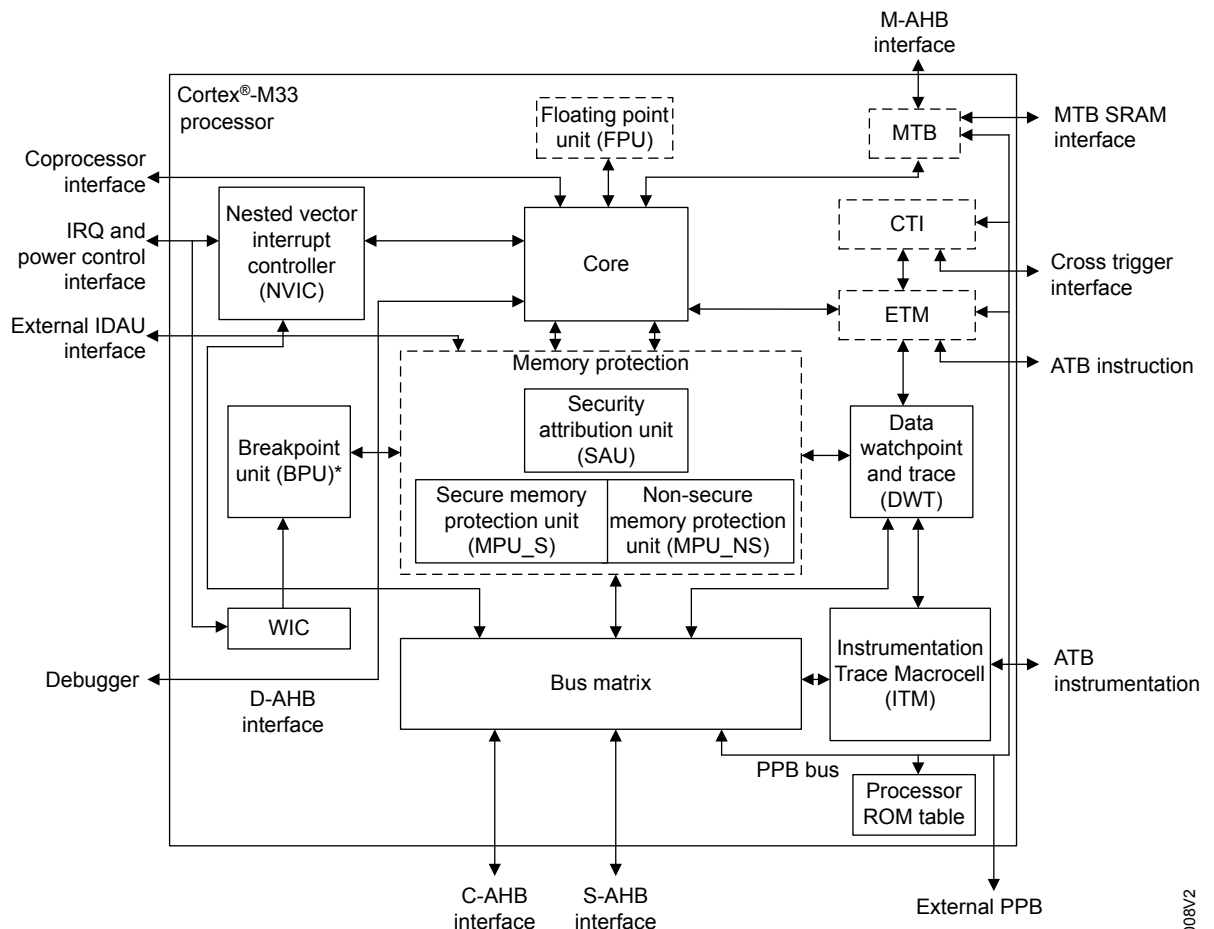 M-AHB
interface
Cortex®-M33
processor
Floating point
unit (FPU)
MTB
MTB SRAM
interface
Coprocessor
interface
Nested vector
interrupt
controller
(NVIC)
IRQ and
power control
interface
Core
CTI
Cross trigger
interface
ETM
External IDAU
interface
Memory protection
ATB instruction
Security
attribution unit
(SAU)
Data
watchpoint
and trace
(DWT)
Breakpoint
unit (BPU)*
Secure memory
protection unit
(MPU_S)
Non-secure
memory protection
unit (MPU_NS)
WIC
Bus matrix
Instrumentation
Trace Macrocell
(ITM)
ATB
instrumentation
Debugger
D-AHB
interface
PPB bus
Processor
ROM table
C-AHB
interface
S-AHB
interface
External PPB
008V2